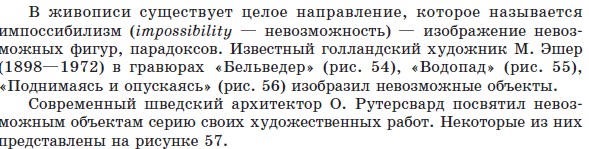 В живописи существует целое направление, которое называется
импоссибилизм (impossibility — невозможность) — изображение невоз-
можных фигур, парадоксов. Известный голландский художник М. Эшер
(1898—1972) в гравюрах «Бельведер» (рис. 54), «Водопад» (рис. 55),
«Поднимаясь и опускаясь» (рис. 56) изобразил невозможные объекты.
Современный шведский архитектор О. Рутерсвард посвятил невоз-
можным объектам серию своих художественных работ. Некоторые из них
представлены на рисунке 57.